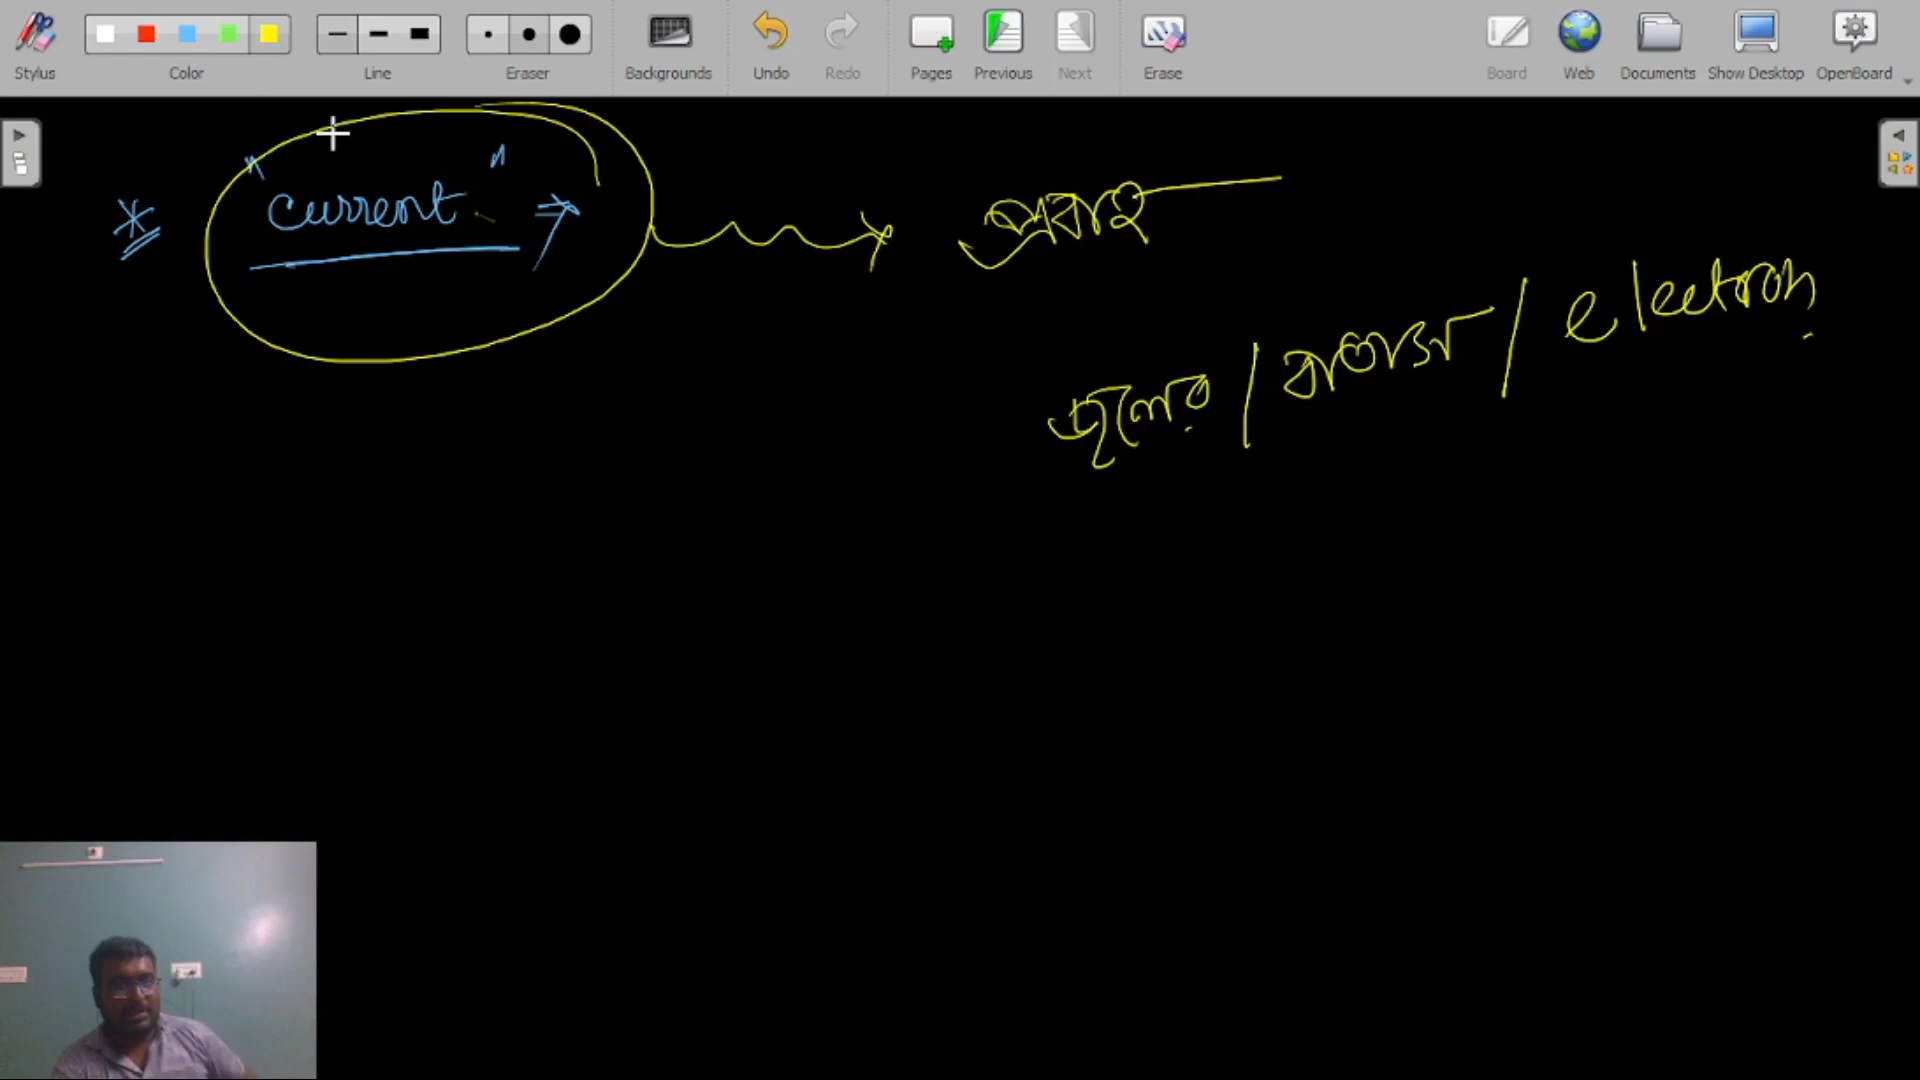 Stylus Color Line Eraser Backgrounds Undo Redo Pages Previous Next Erase Board Web Documents Show Desktop OpenBoard
* "Current" ⇒ প্রবাহ
জলের / বাতাসের / electron